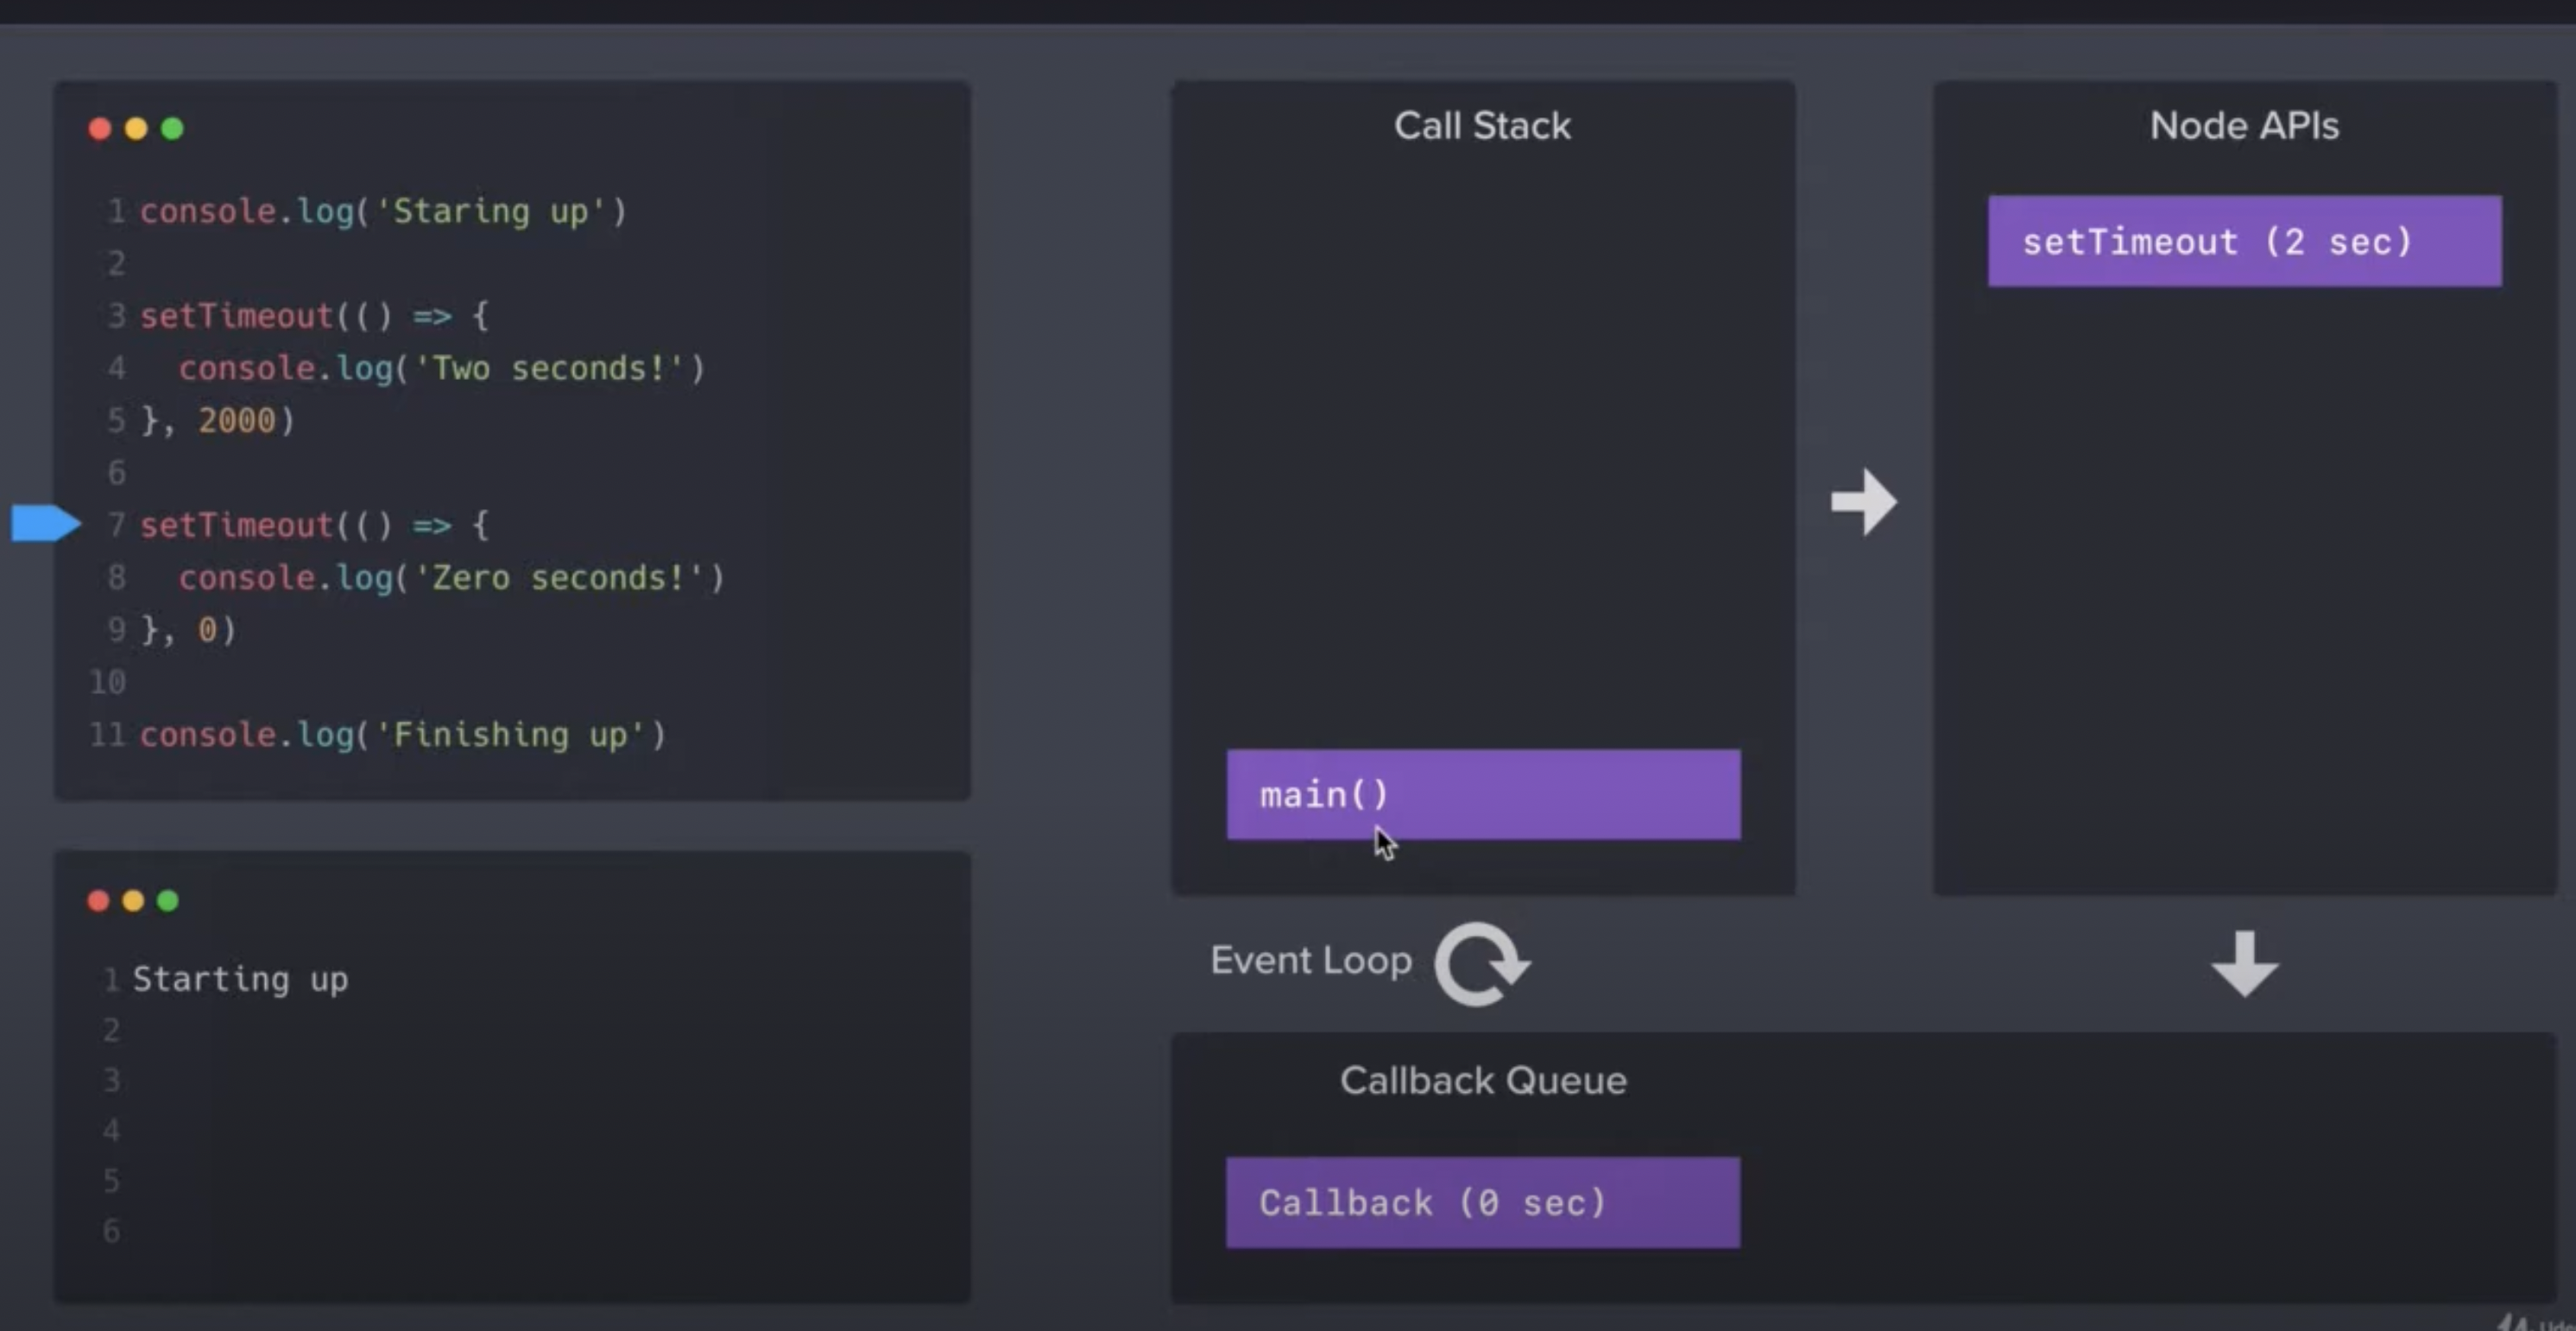 1 console.log('Staring up')
2
3 setTimeout(() => {
4   console.log('Two seconds!')
5 }, 2000)
6
7 setTimeout(() => {
8   console.log('Zero seconds!')
9 }, 0)
10
11 console.log('Finishing up')
1 Starting up
2
3
4
5
6
Call Stack
main()
Node APIs
setTimeout (2 sec)
Event Loop
Callback Queue
Callback (0 sec)